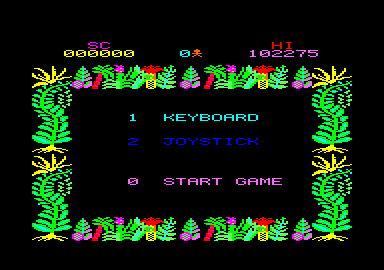 SC HI
000000 0 102275
1 KEYBOARD
2 JOYSTICK
0 START GAME